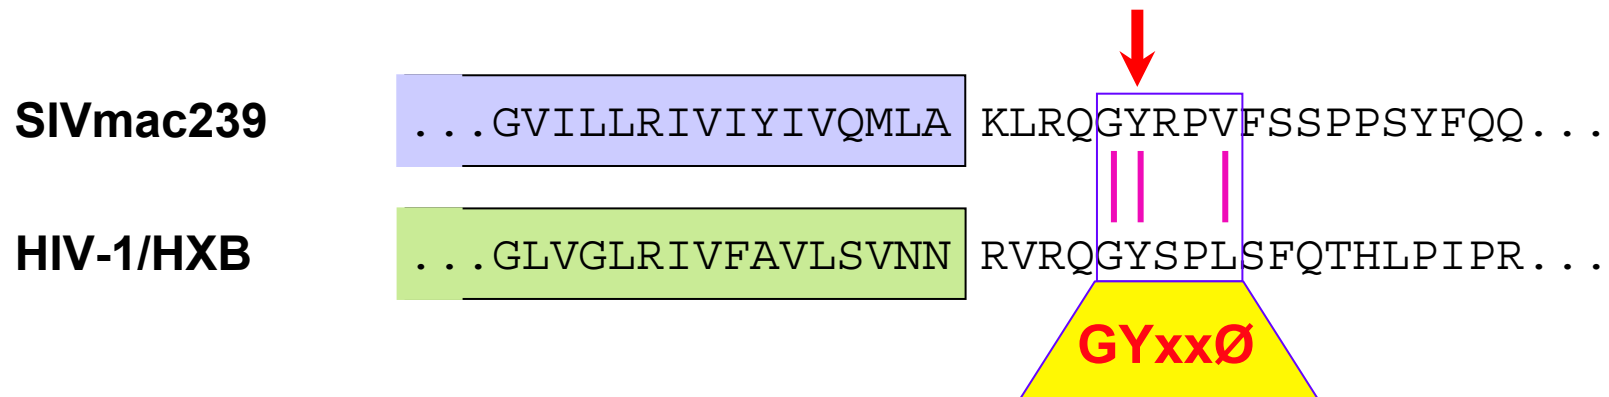 SIVmac239 ...GVILLRIVIYIVQMLA KLRQGYRPVFSSPPSYFQQ...
HIV-1/HXB ...GLVGLRIVFAVLSVNN RVRQGYSPLSFQTHLPIPR...
GYxxØ